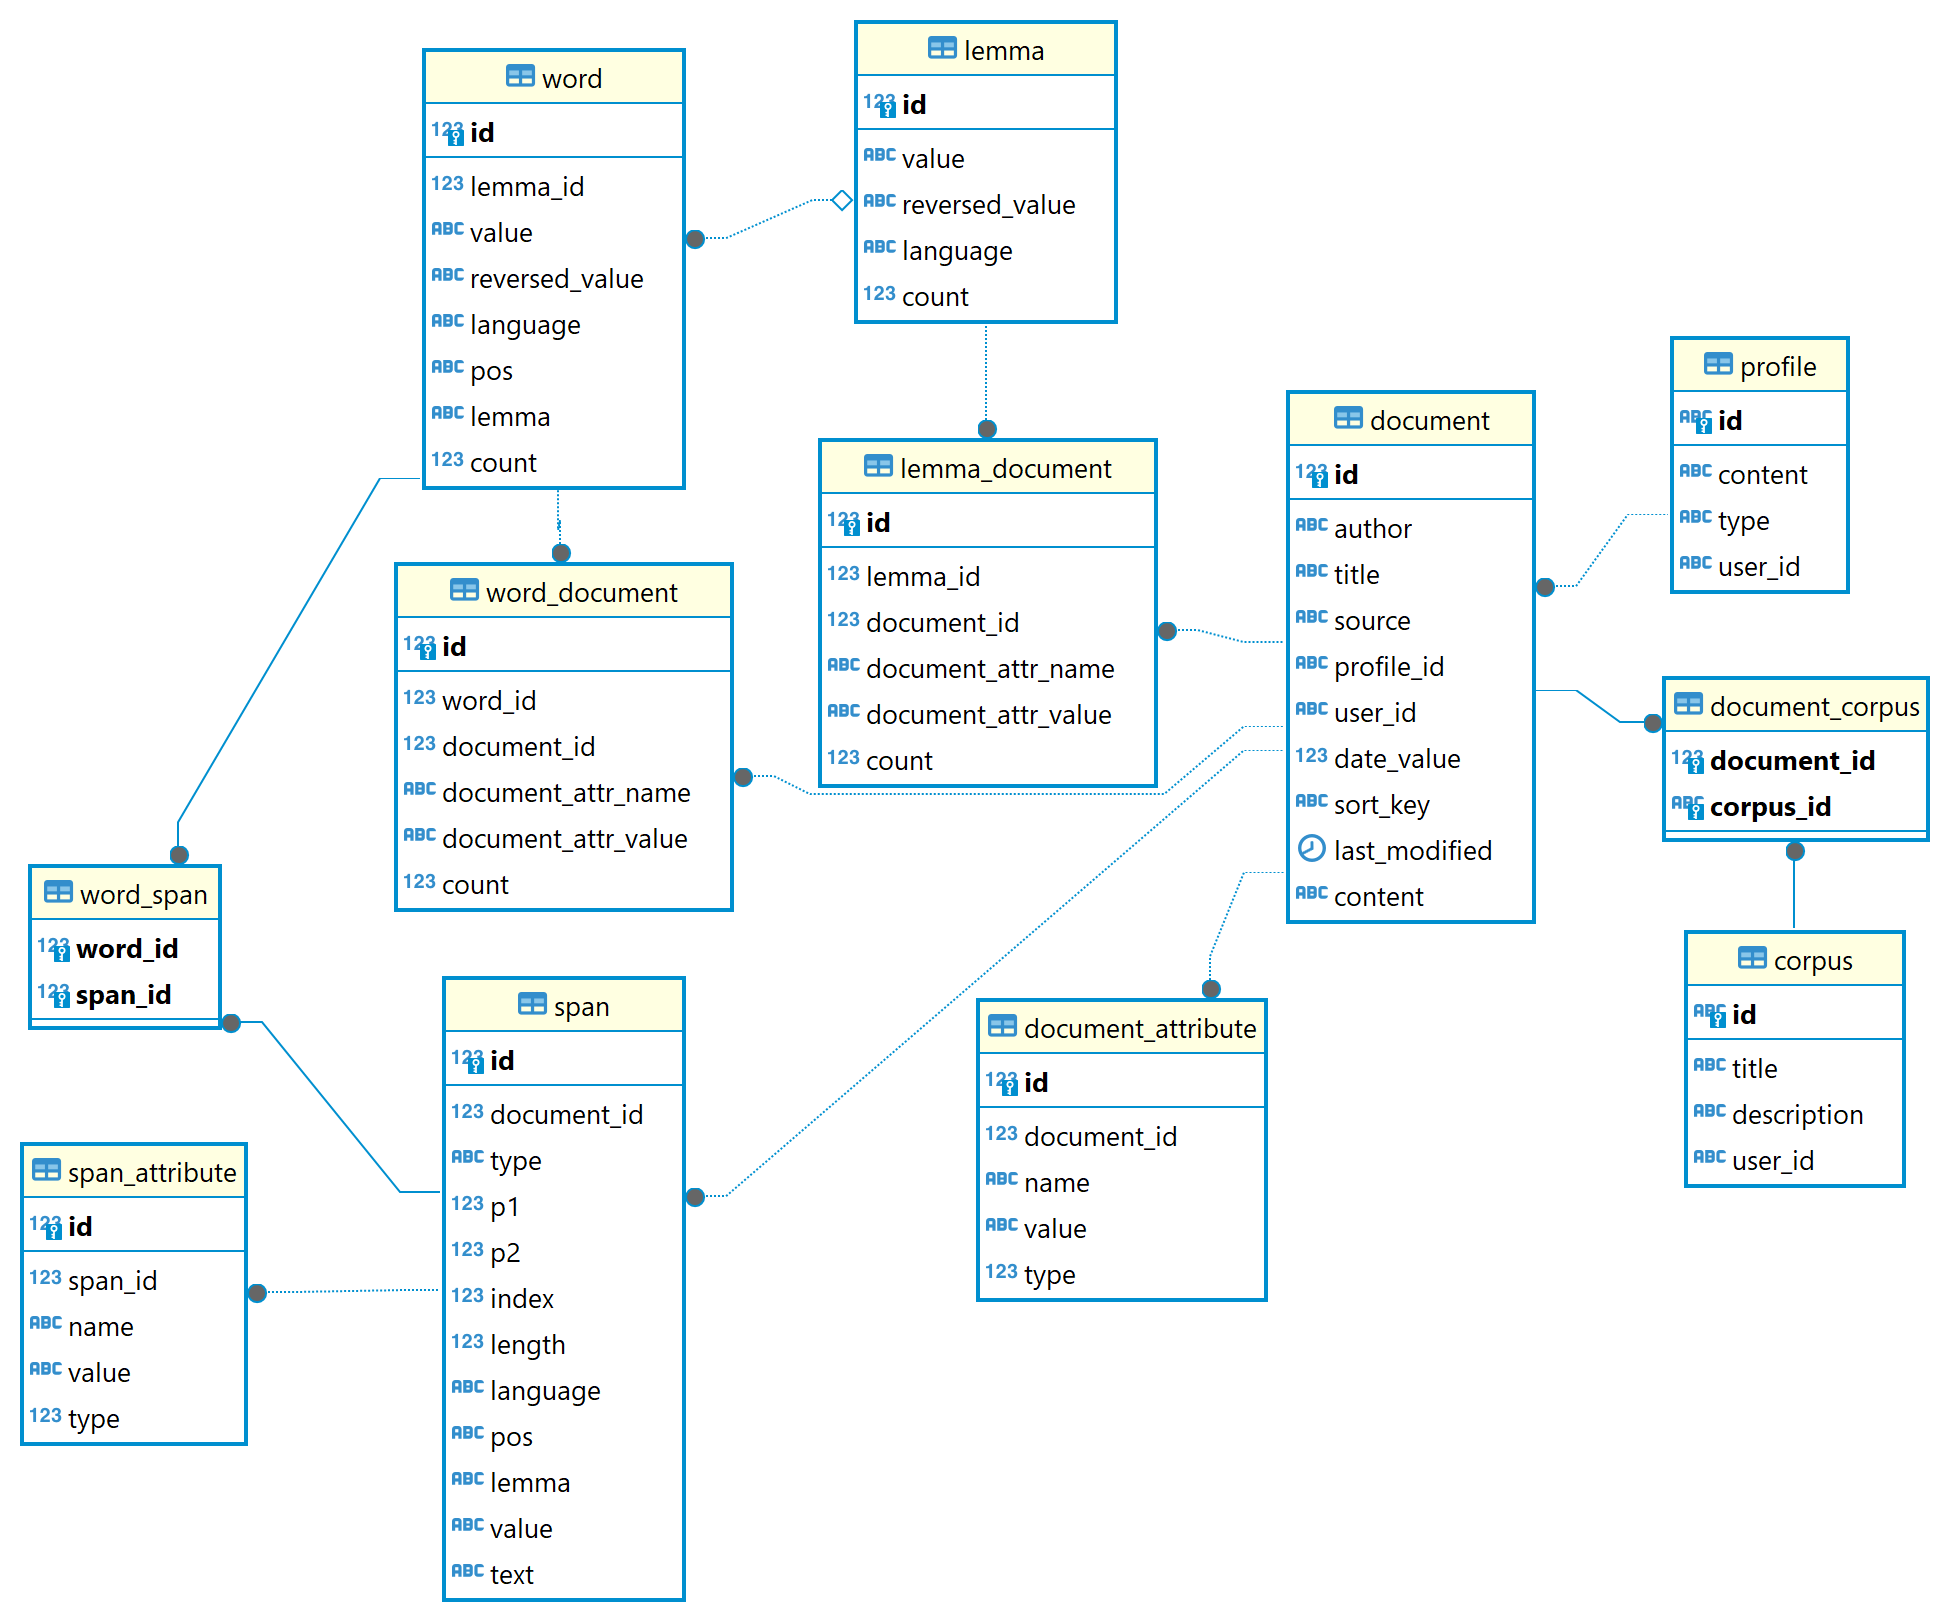 word
123 id
123 lemma_id
ABC value
ABC reversed_value
ABC language
ABC pos
ABC lemma
123 count
lemma
123 id
ABC value
ABC reversed_value
ABC language
123 count
word_document
123 id
123 word_id
123 document_id
ABC document_attr_name
ABC document_attr_value
123 count
lemma_document
123 id
123 lemma_id
123 document_id
ABC document_attr_name
ABC document_attr_value
123 count
document
123 id
ABC author
ABC title
ABC source
ABC profile_id
ABC user_id
123 date_value
ABC sort_key
last_modified
ABC content
profile
ABC id
ABC content
ABC type
ABC user_id
document_corpus
123 document_id
ABC corpus_id
corpus
ABC id
ABC title
ABC description
ABC user_id
word_span
123 word_id
123 span_id
span_attribute
123 id
123 span_id
ABC name
ABC value
123 type
span
123 id
123 document_id
ABC type
123 p1
123 p2
123 index
123 length
ABC language
ABC pos
ABC lemma
ABC value
ABC text
document_attribute
123 id
123 document_id
ABC name
ABC value
123 type